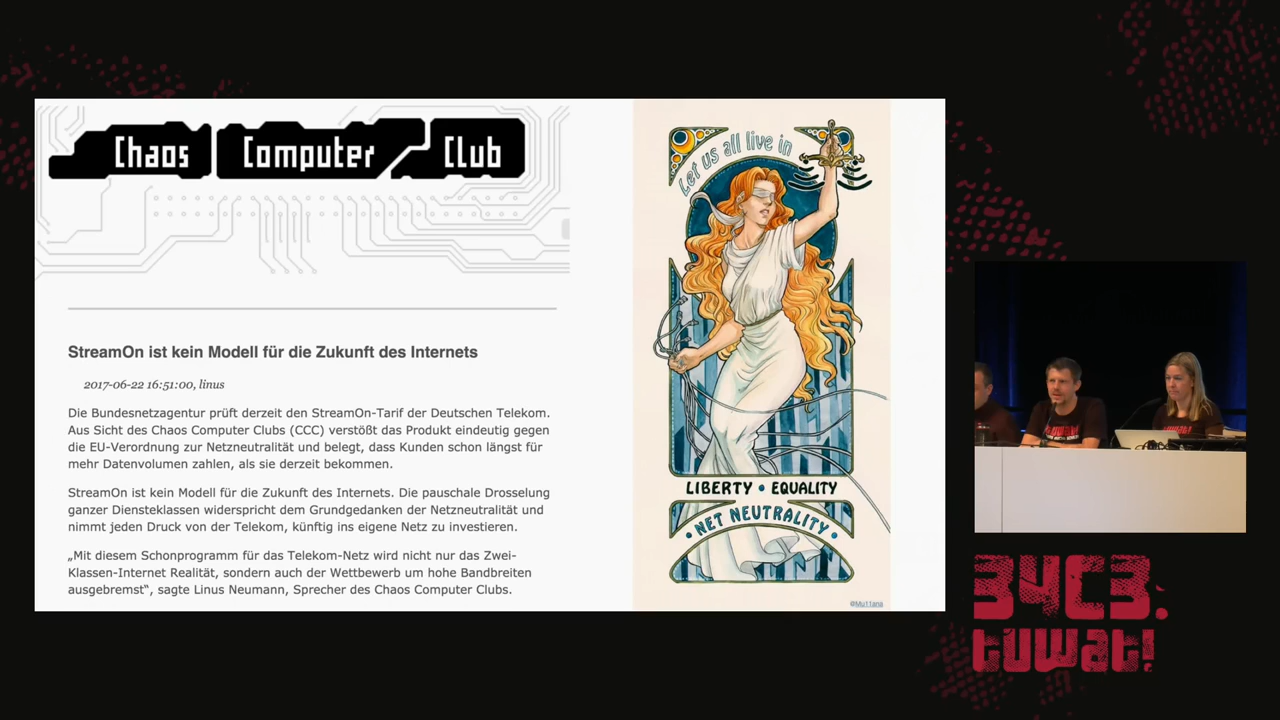 Chaos Computer Club
StreamOn ist kein Modell für die Zukunft des Internets
2017-06-22 16:51:00, linus
Die Bundesnetzagentur prüft derzeit den StreamOn-Tarif der Deutschen Telekom.
Aus Sicht des Chaos Computer Clubs (CCC) verstößt das Produkt eindeutig gegen
die EU-Verordnung zur Netzneutralität und belegt, dass Kunden schon längst für
mehr Datenvolumen zahlen, als sie derzeit bekommen.
StreamOn ist kein Modell für die Zukunft des Internets. Die pauschale Drosselung
ganzer Diensteklassen widerspricht dem Grundgedanken der Netzneutralität und
nimmt jeden Druck von der Telekom, künftig ins eigene Netz zu investieren.
„Mit diesem Schonprogramm für das Telekom-Netz wird nicht nur das Zwei-
Klassen-Internet Realität, sondern auch der Wettbewerb um hohe Bandbreiten
ausgebremst“, sagte Linus Neumann, Sprecher des Chaos Computer Clubs.
Let us all live in
LIBERTY • EQUALITY
• NET NEUTRALITY •
@Mu11ana
34C3.
tuwat!